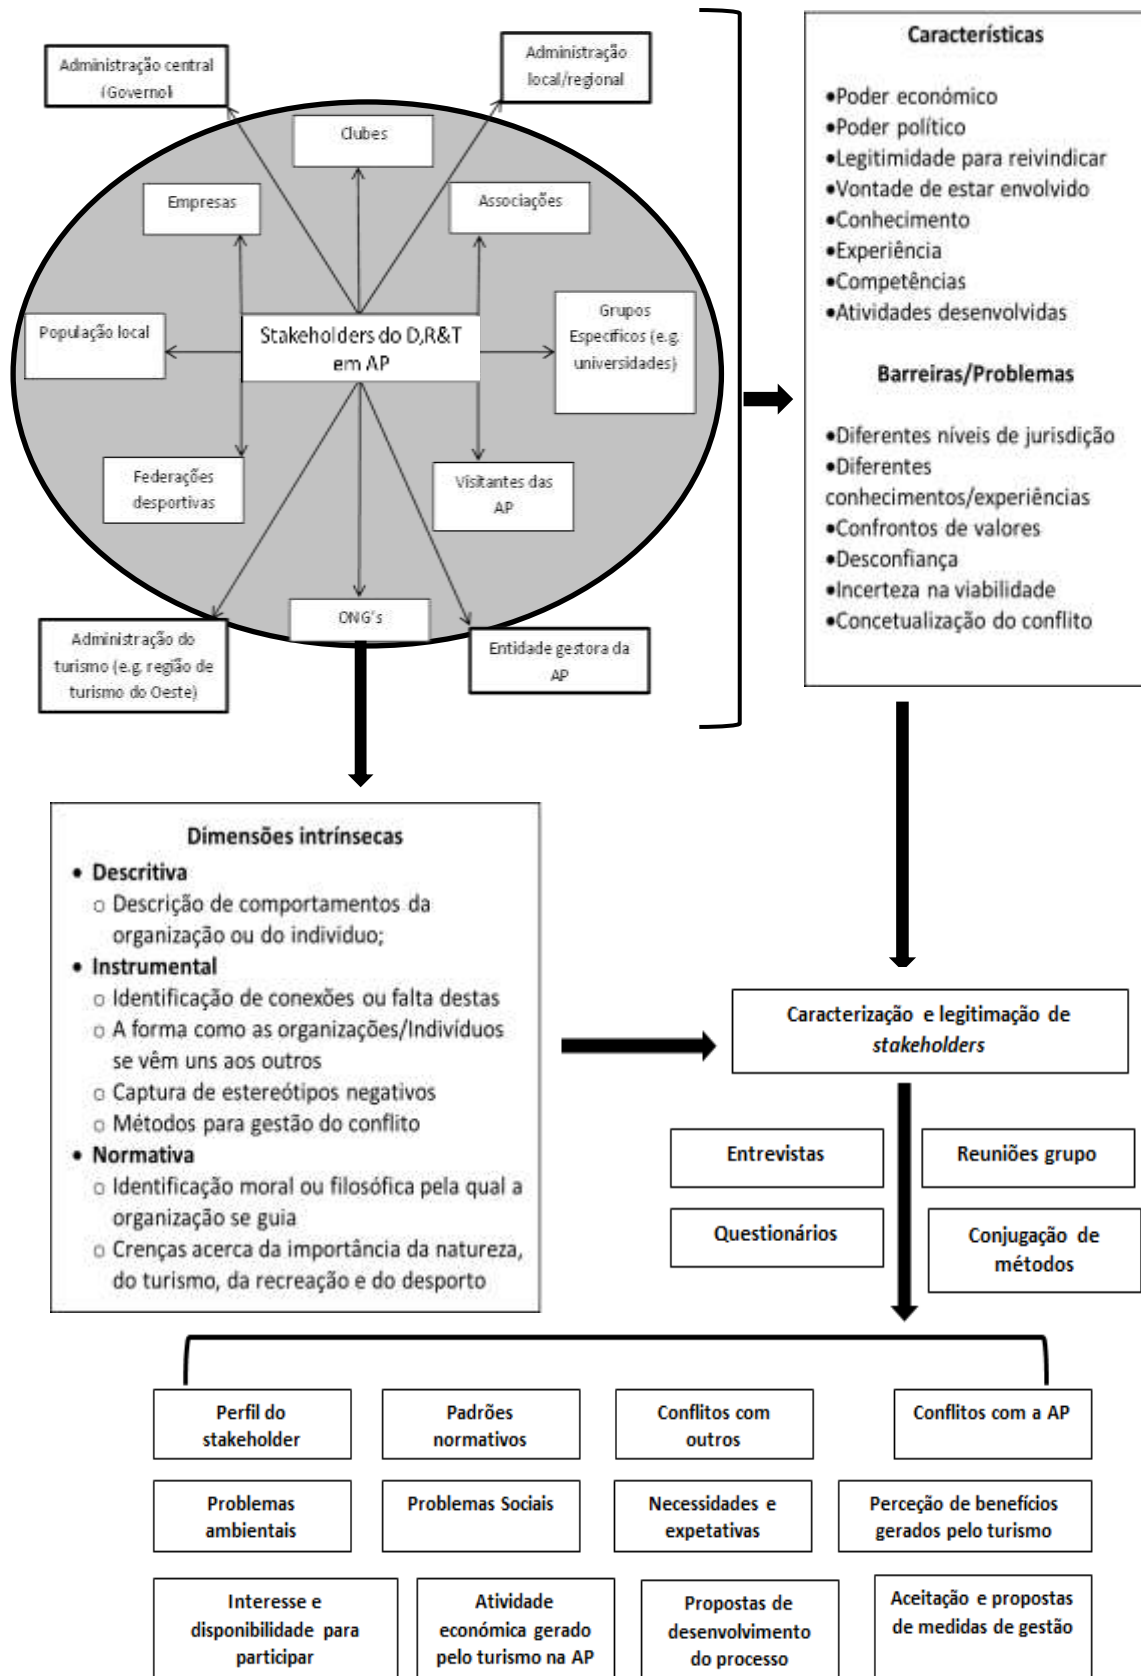 Administração central
(Governo)
Administração
local/regional
Clubes
Empresas
Associações
População local
Stakeholders do D,R&T
em AP
Grupos
Específicos (e.g.
universidades)
Federações
desportivas
Visitantes das
AP
ONG's
Administração do
turismo (e.g. região de
turismo do Oeste)
Entidade gestora da
AP
Características
•Poder económico
•Poder político
•Legitimidade para reivindicar
•Vontade de estar envolvido
•Conhecimento
•Experiência
•Competências
•Atividades desenvolvidas
Barreiras/Problemas
•Diferentes níveis de jurisdição
•Diferentes
conhecimentos/experiências
•Confrontos de valores
•Desconfiança
•Incerteza na viabilidade
•Concetualização do conflito
Dimensões intrínsecas
• Descritiva
o Descrição de comportamentos da
organização ou do individuo;
• Instrumental
o Identificação de conexões ou falta destas
o A forma como as organizações/Indivíduos
se vêm uns aos outros
o Captura de estereótipos negativos
o Métodos para gestão do conflito
• Normativa
o Identificação moral ou filosófica pela qual a
organização se guia
o Crenças acerca da importância da natureza,
do turismo, da recreação e do desporto
Caracterização e legitimação de
stakeholders
Entrevistas
Reuniões grupo
Questionários
Conjugação de
métodos
Perfil do
stakeholder
Padrões
normativos
Conflitos com
outros
Conflitos com a AP
Problemas
ambientais
Problemas Sociais
Necessidades e
expetativas
Perceção de benefícios
gerados pelo turismo
Interesse e
disponibilidade para
participar
Atividade
económica gerado
pelo turismo na AP
Propostas de
desenvolvimento
do processo
Aceitação e propostas
de medidas de gestão